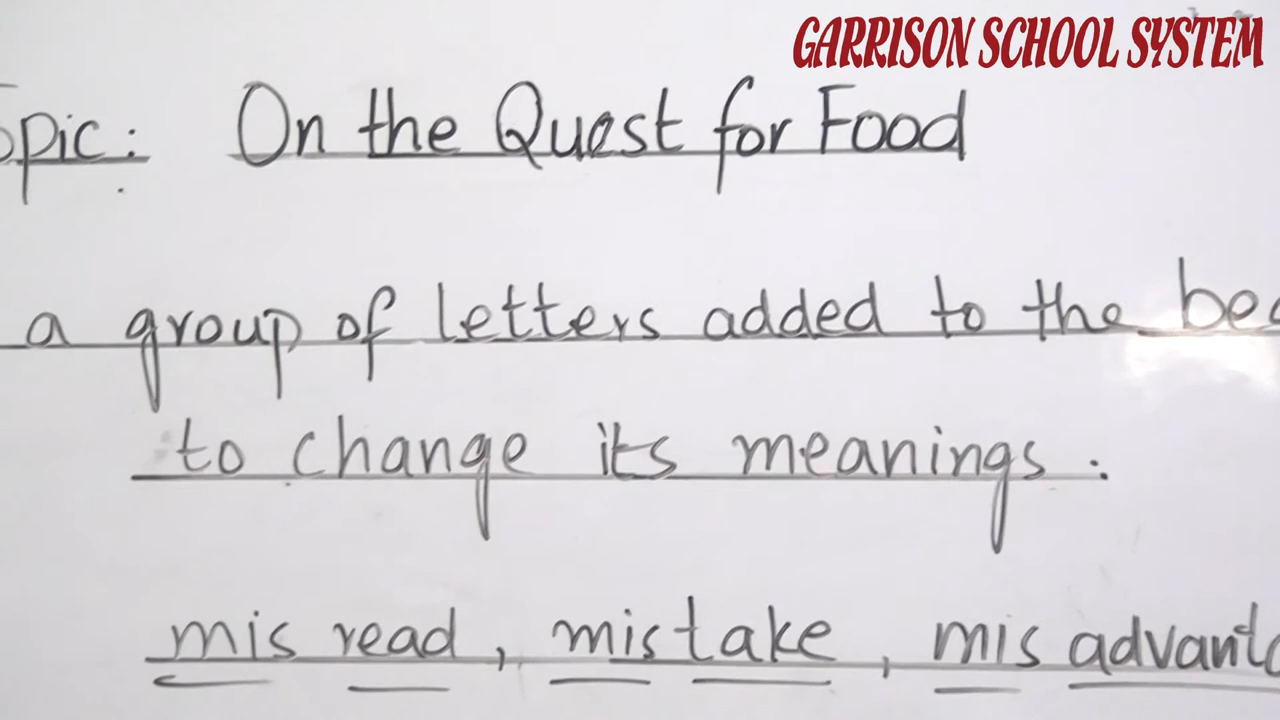 GARRISON SCHOOL SYSTEM
opic: On the Quest for Food
a group of letters added to the be
to change its meanings.
mis read, mistake, mis advant